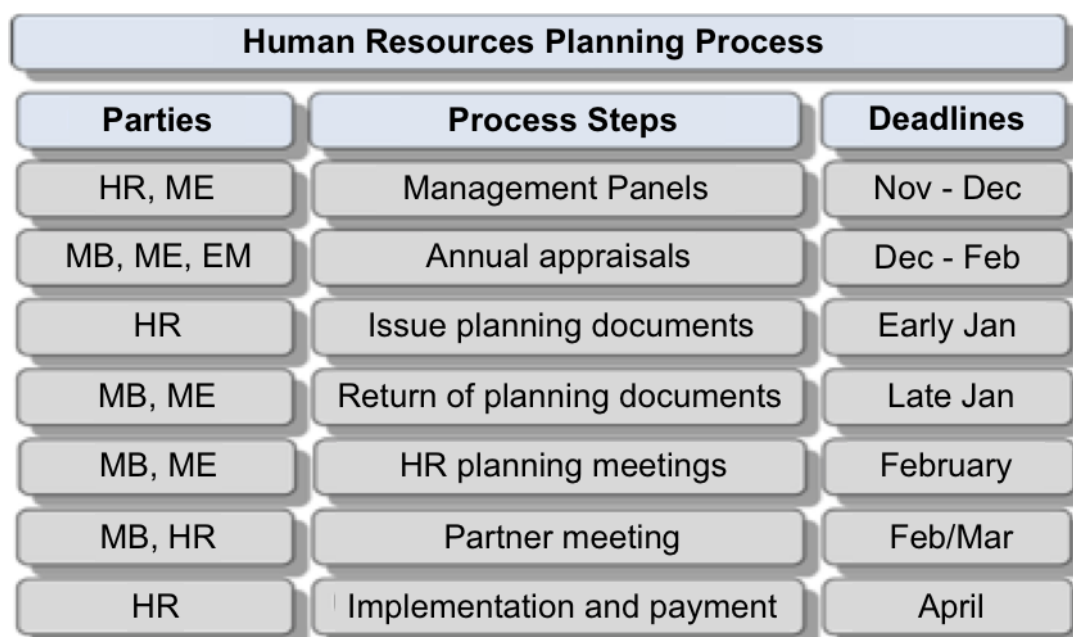 Human Resources Planning Process
Parties Process Steps Deadlines
HR, ME Management Panels Nov - Dec
MB, ME, EM Annual appraisals Dec - Feb
HR Issue planning documents Early Jan
MB, ME Return of planning documents Late Jan
MB, ME HR planning meetings February
MB, HR Partner meeting Feb/Mar
HR Implementation and payment April